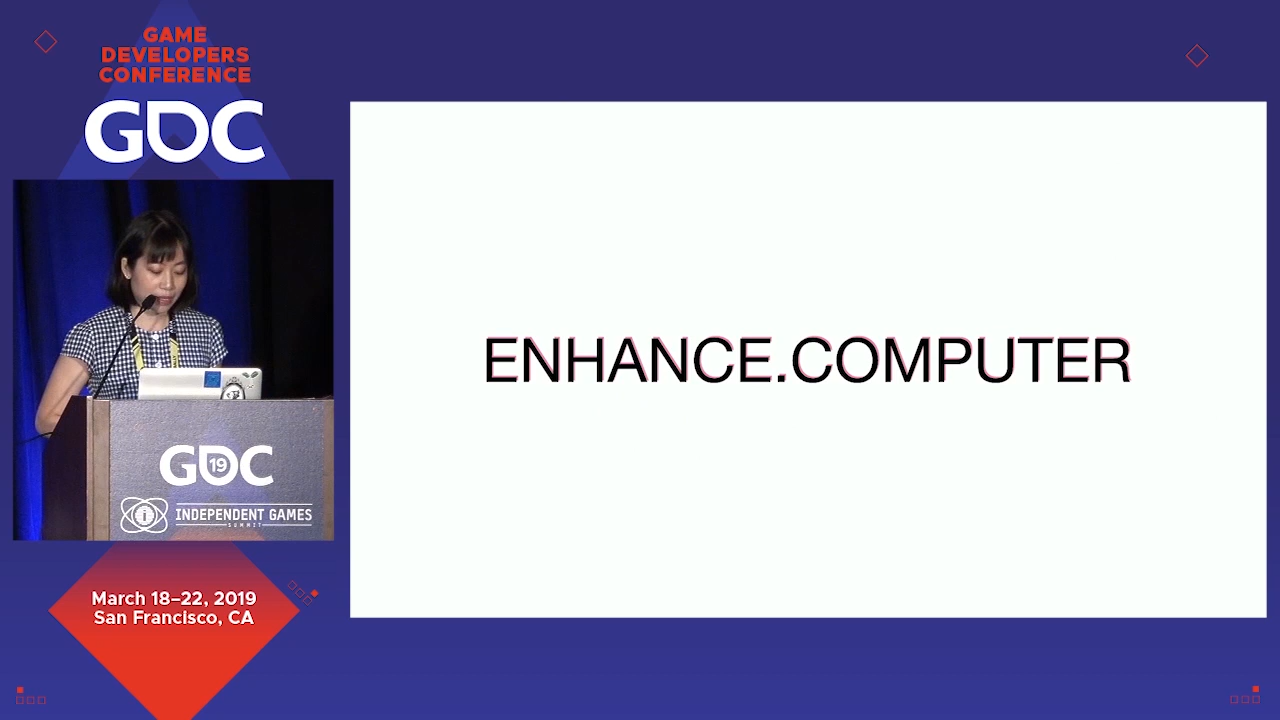 GAME
DEVELOPERS
CONFERENCE
GDC
ENHANCE.COMPUTER
GDC
19
INDEPENDENT GAMES
SUMMIT
March 18–22, 2019
San Francisco, CA